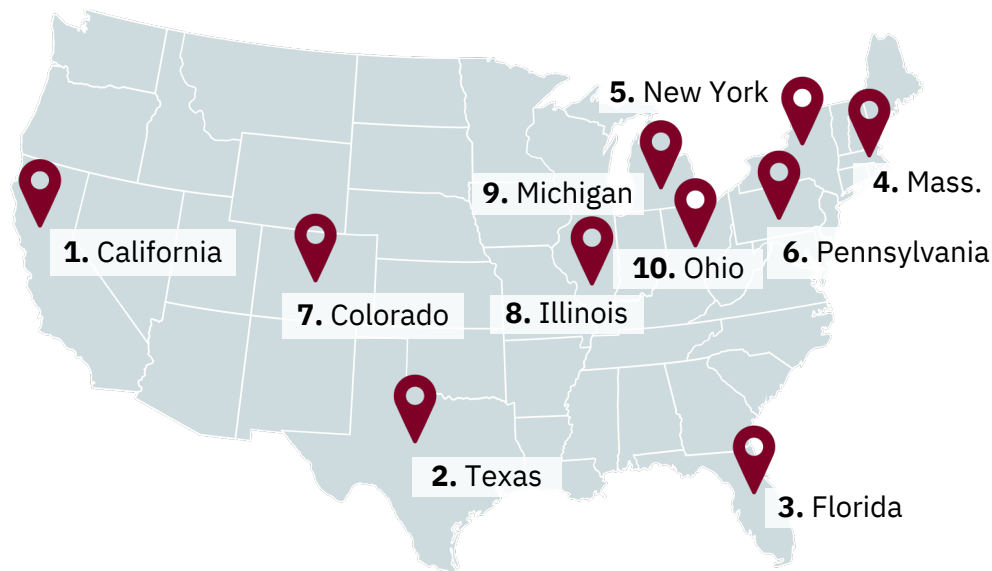 5. New York
9. Michigan
4. Mass.
1. California
10. Ohio
6. Pennsylvania
7. Colorado
8. Illinois
2. Texas
3. Florida